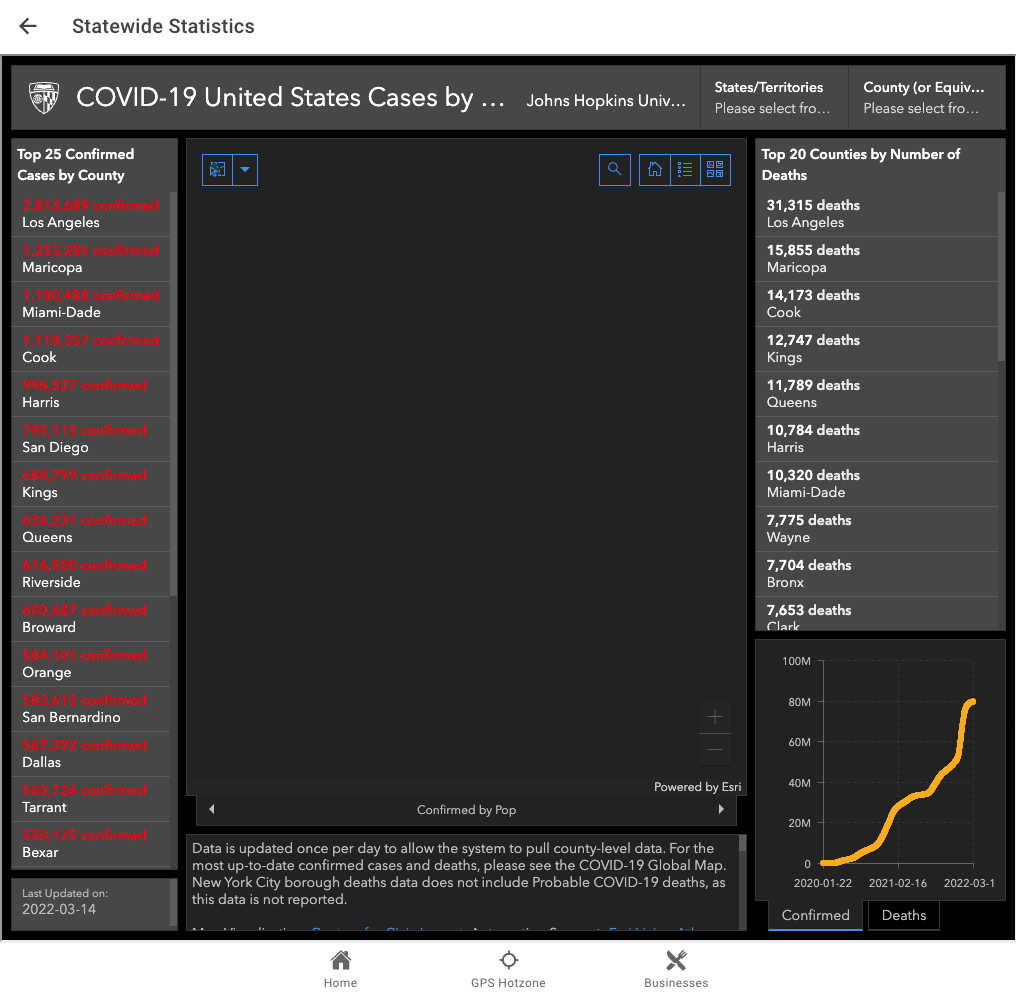 Statewide Statistics
COVID-19 United States Cases by ...
Johns Hopkins Univ...
States/Territories
Please select fro...
County (or Equiv...
Please select fro...
Top 25 Confirmed
Cases by County
2,813,689 confirmed
Los Angeles
1,253,285 confirmed
Maricopa
1,180,488 confirmed
Miami-Dade
1,118,357 confirmed
Cook
996,527 confirmed
Harris
795,115 confirmed
San Diego
688,799 confirmed
Kings
636,231 confirmed
Queens
616,500 confirmed
Riverside
600,687 confirmed
Broward
584,101 confirmed
Orange
583,615 confirmed
San Bernardino
567,392 confirmed
Dallas
560,724 confirmed
Tarrant
550,125 confirmed
Bexar
Last Updated on:
2022-03-14
Powered by Esri
Confirmed by Pop
Data is updated once per day to allow the system to pull county-level data. For the
most up-to-date confirmed cases and deaths, please see the COVID-19 Global Map.
New York City borough deaths data does not include Probable COVID-19 deaths, as
this data is not reported.
Top 20 Counties by Number of
Deaths
31,315 deaths
Los Angeles
15,855 deaths
Maricopa
14,173 deaths
Cook
12,747 deaths
Kings
11,789 deaths
Queens
10,784 deaths
Harris
10,320 deaths
Miami-Dade
7,775 deaths
Wayne
7,704 deaths
Bronx
7,653 deaths
Clark
100M
80M
60M
40M
20M
0
2020-01-22
2021-02-16
2022-03-1
Confirmed
Deaths
Home
GPS Hotzone
Businesses